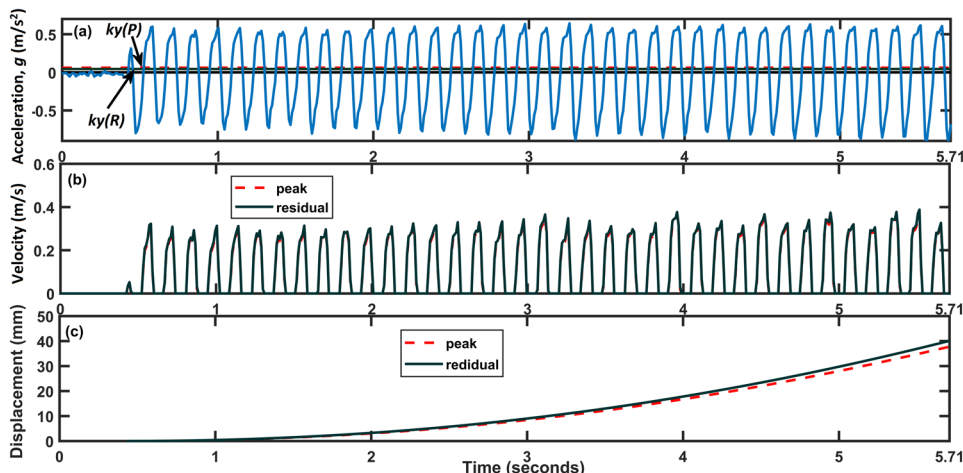 (a)
ky(P)
ky(R)
Acceleration, g (m/s²)
0.5
0
-0.5
0 1 2 3 4 5 5.71
(b)
peak
residual
Velocity (m/s)
0.6
0.4
0.2
0
0 1 2 3 4 5 5.71
(c)
peak
redidual
Displacement (mm)
50
40
30
20
10
0
0 1 2 3 4 5 5.71
Time (seconds)